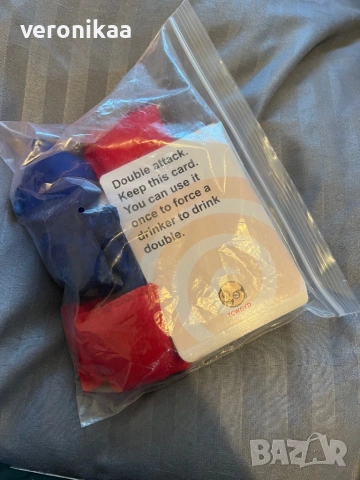 veronikaa
Double attack.
Keep this card.
You can use it
once to force a
drinker to drink
double.
BAZAR